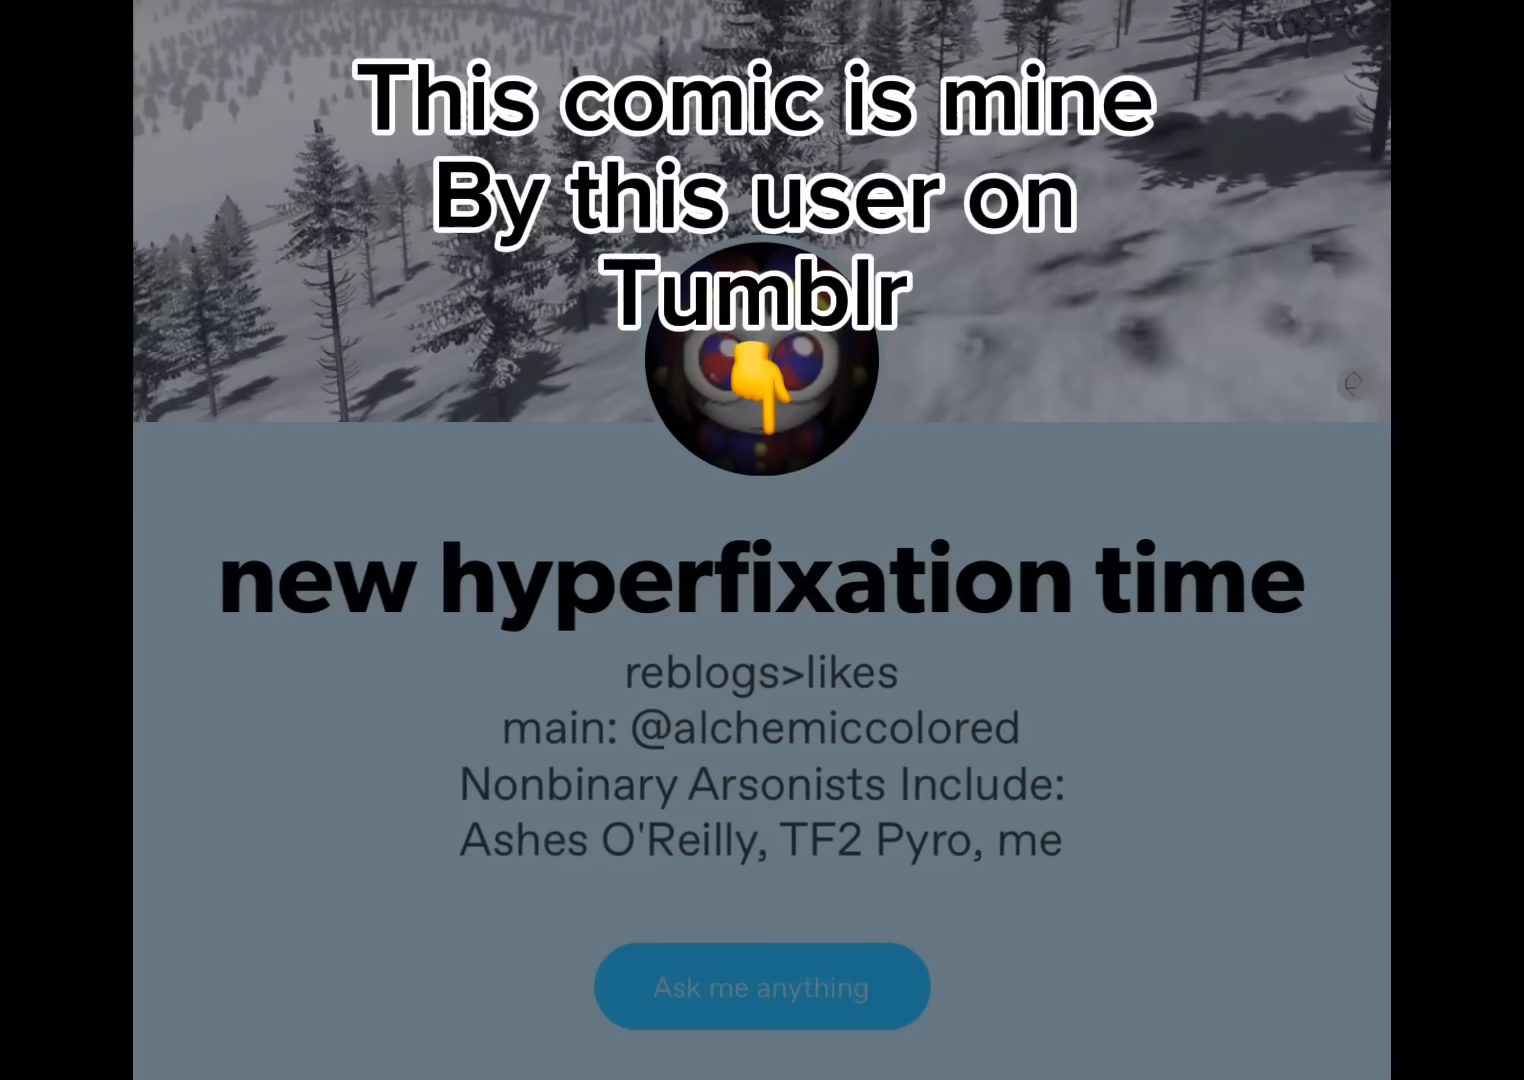 This comic is mine
By this user on
Tumblr
new hyperfixation time
reblogs>likes
main: @alchemiccolored
Nonbinary Arsonists Include:
Ashes O'Reilly, TF2 Pyro, me
Ask me anything